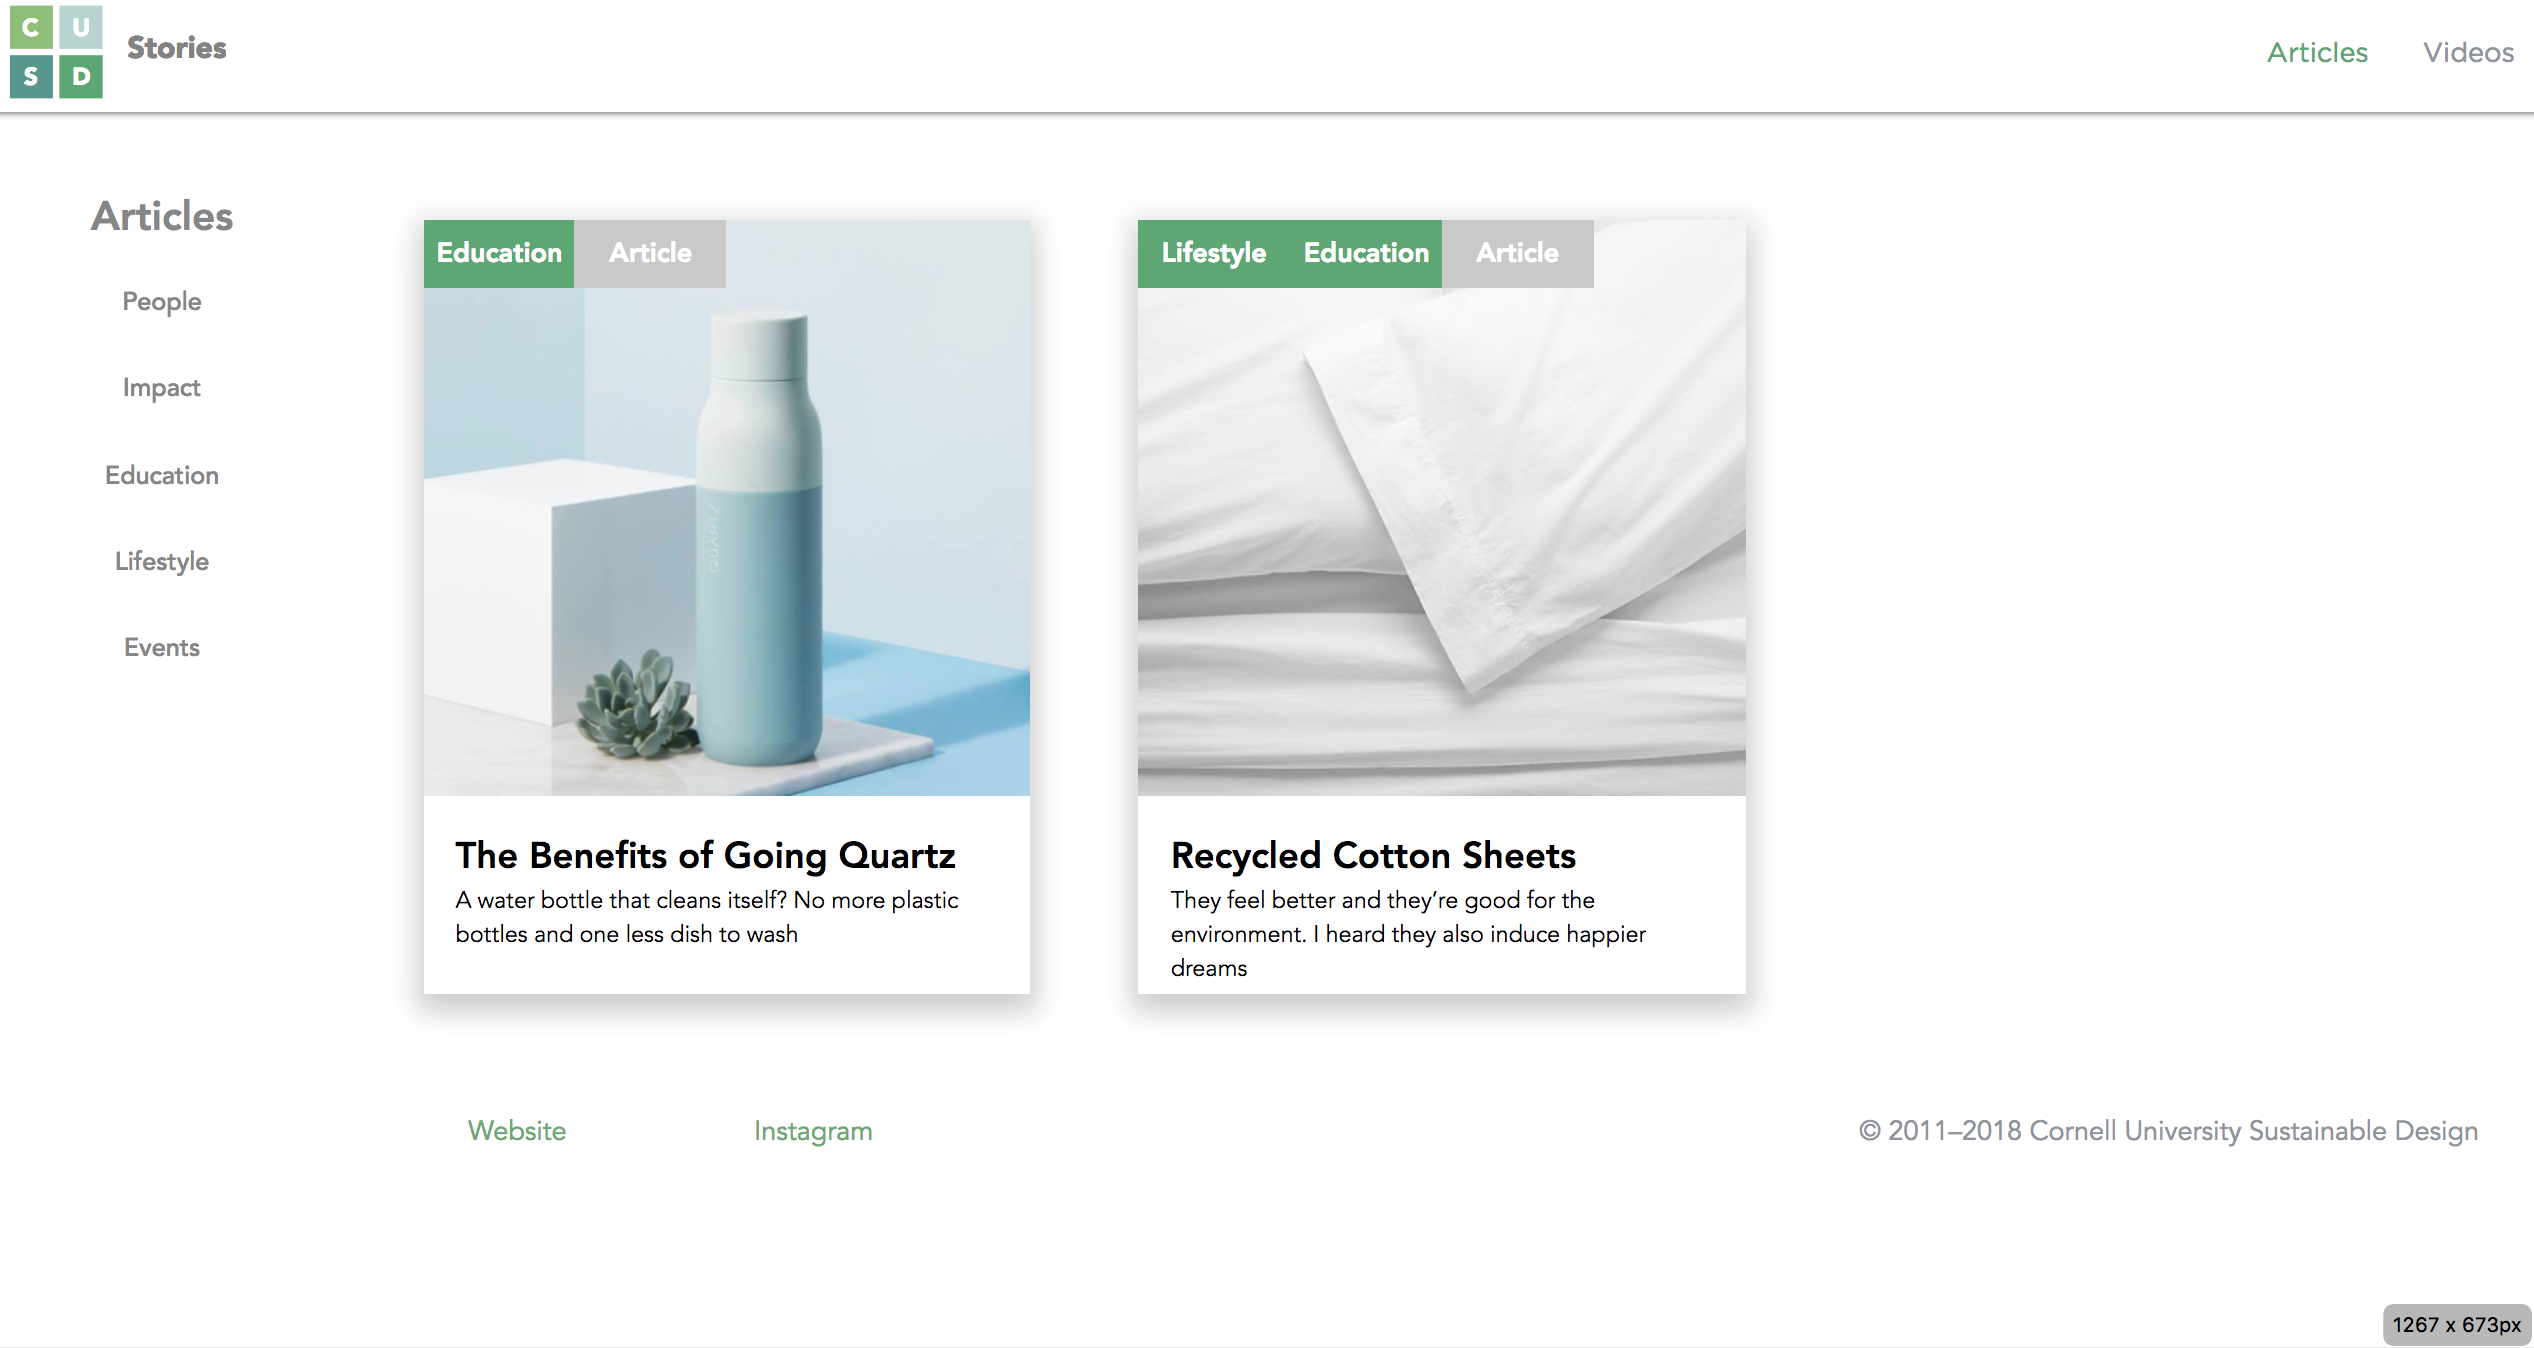 C U
S D
Stories
Articles Videos
Articles
People
Impact
Education
Lifestyle
Events
Education Article
QUARTZ
The Benefits of Going Quartz
A water bottle that cleans itself? No more plastic
bottles and one less dish to wash
Lifestyle Education Article
Recycled Cotton Sheets
They feel better and they’re good for the
environment. I heard they also induce happier
dreams
Website Instagram © 2011–2018 Cornell University Sustainable Design
1267 x 673px